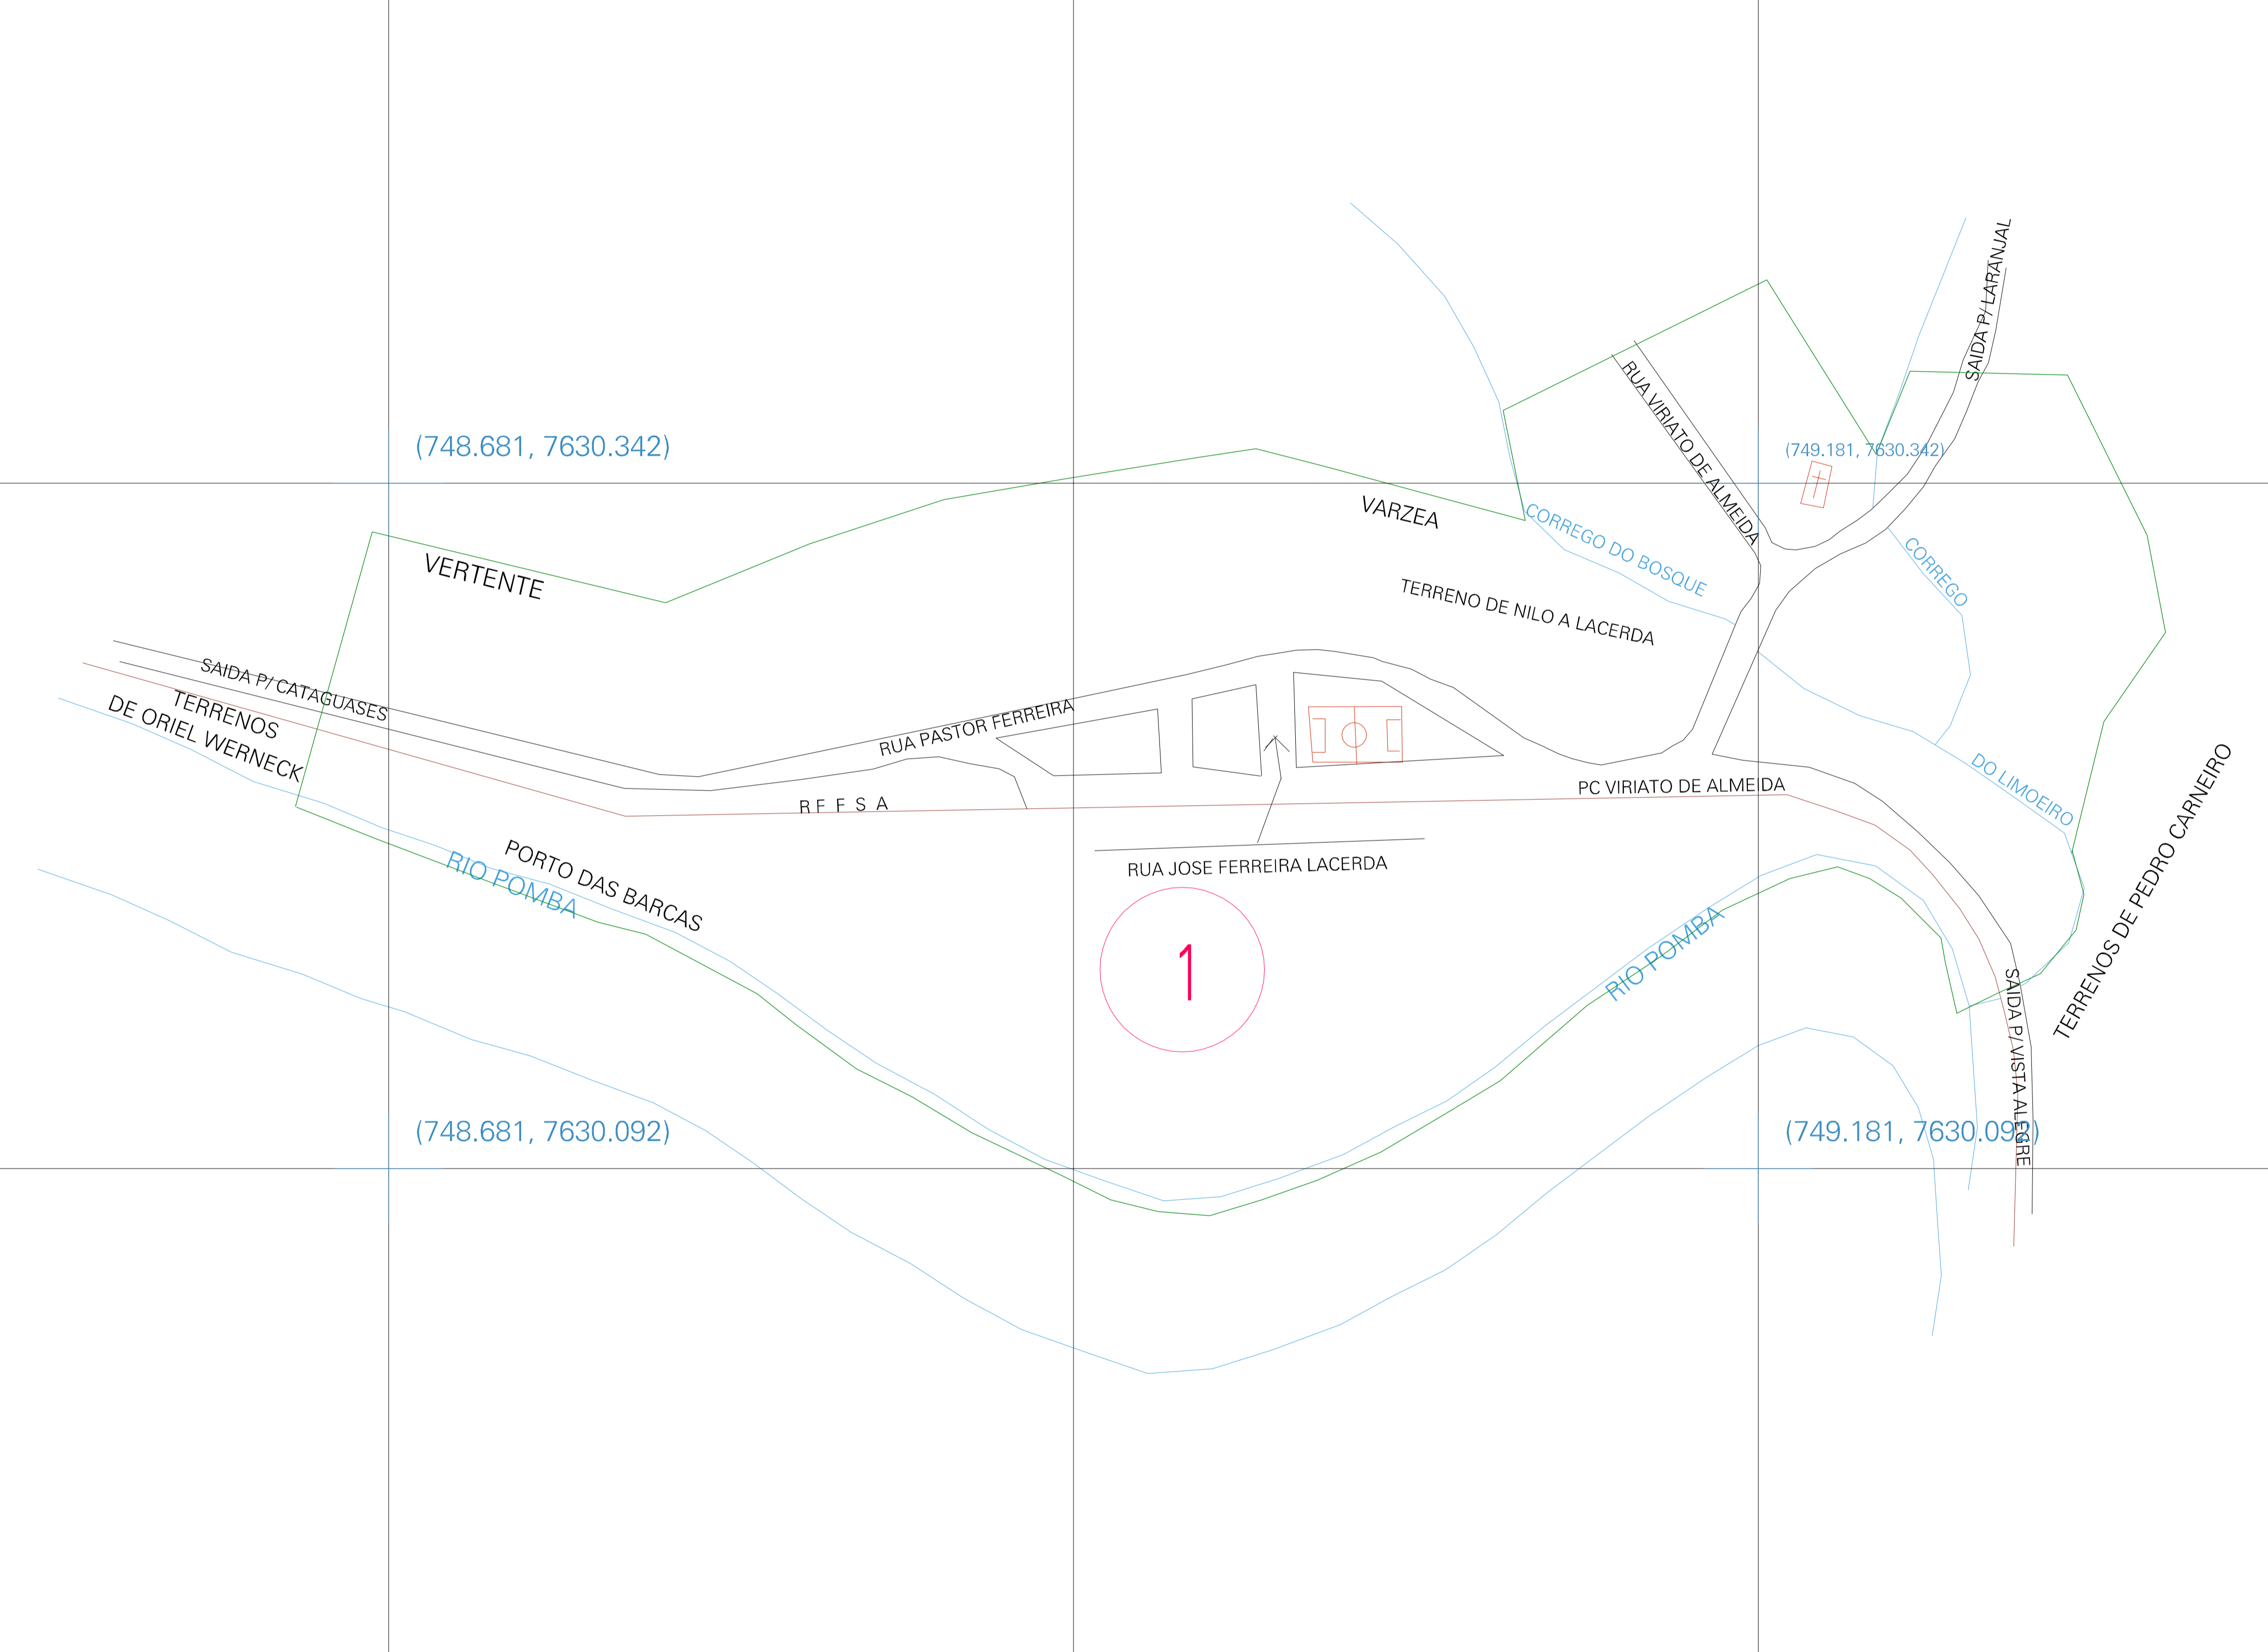 SAIDA P/ LARANJAL
RUA VIRIATO DE ALMEIDA
(748.681, 7630.342)
(749.181, 7630.342)
VARZEA
CORREGO DO BOSQUE
CORREGO
VERTENTE
TERRENO DE NILO A LACERDA
SAIDA P/ CATAGUASES
TERRENOS
DE ORIEL WERNECK
RUA PASTOR FERREIRA
R F F S A
PC VIRIATO DE ALMEIDA
DO LIMOEIRO
TERRENOS DE PEDRO CARNEIRO
PORTO DAS BARCAS
RIO POMBA
RUA JOSE FERREIRA LACERDA
1
RIO POMBA
SAIDA P/ VISTA ALEGRE
(748.681, 7630.092)
(749.181, 7630.092)